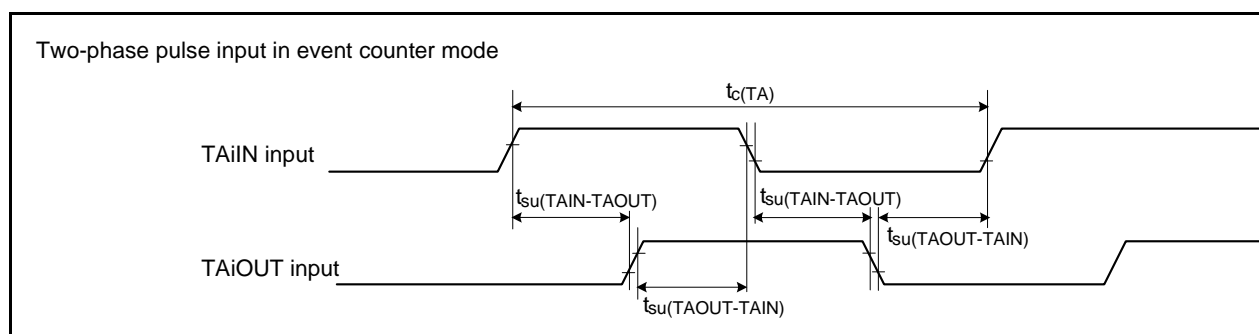 Two-phase pulse input in event counter mode
tc(TA)
TAiIN input
tsu(TAIN-TAOUT)
tsu(TAIN-TAOUT)
tsu(TAOUT-TAIN)
TAiOUT input
tsu(TAOUT-TAIN)